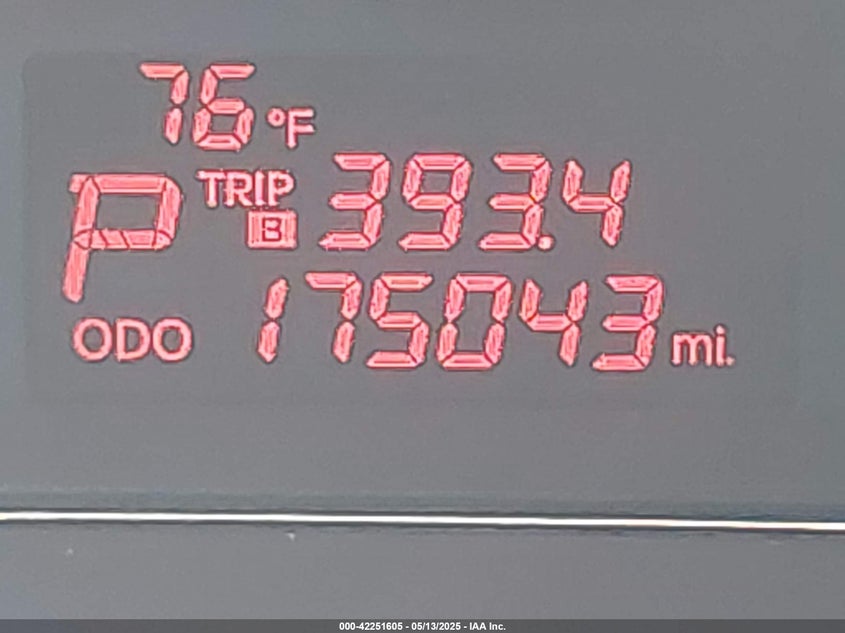 76 °F
P TRIP B 393.4
ODO 175043 mi.
000-42251605 - 05/13/2025 - IAA Inc.